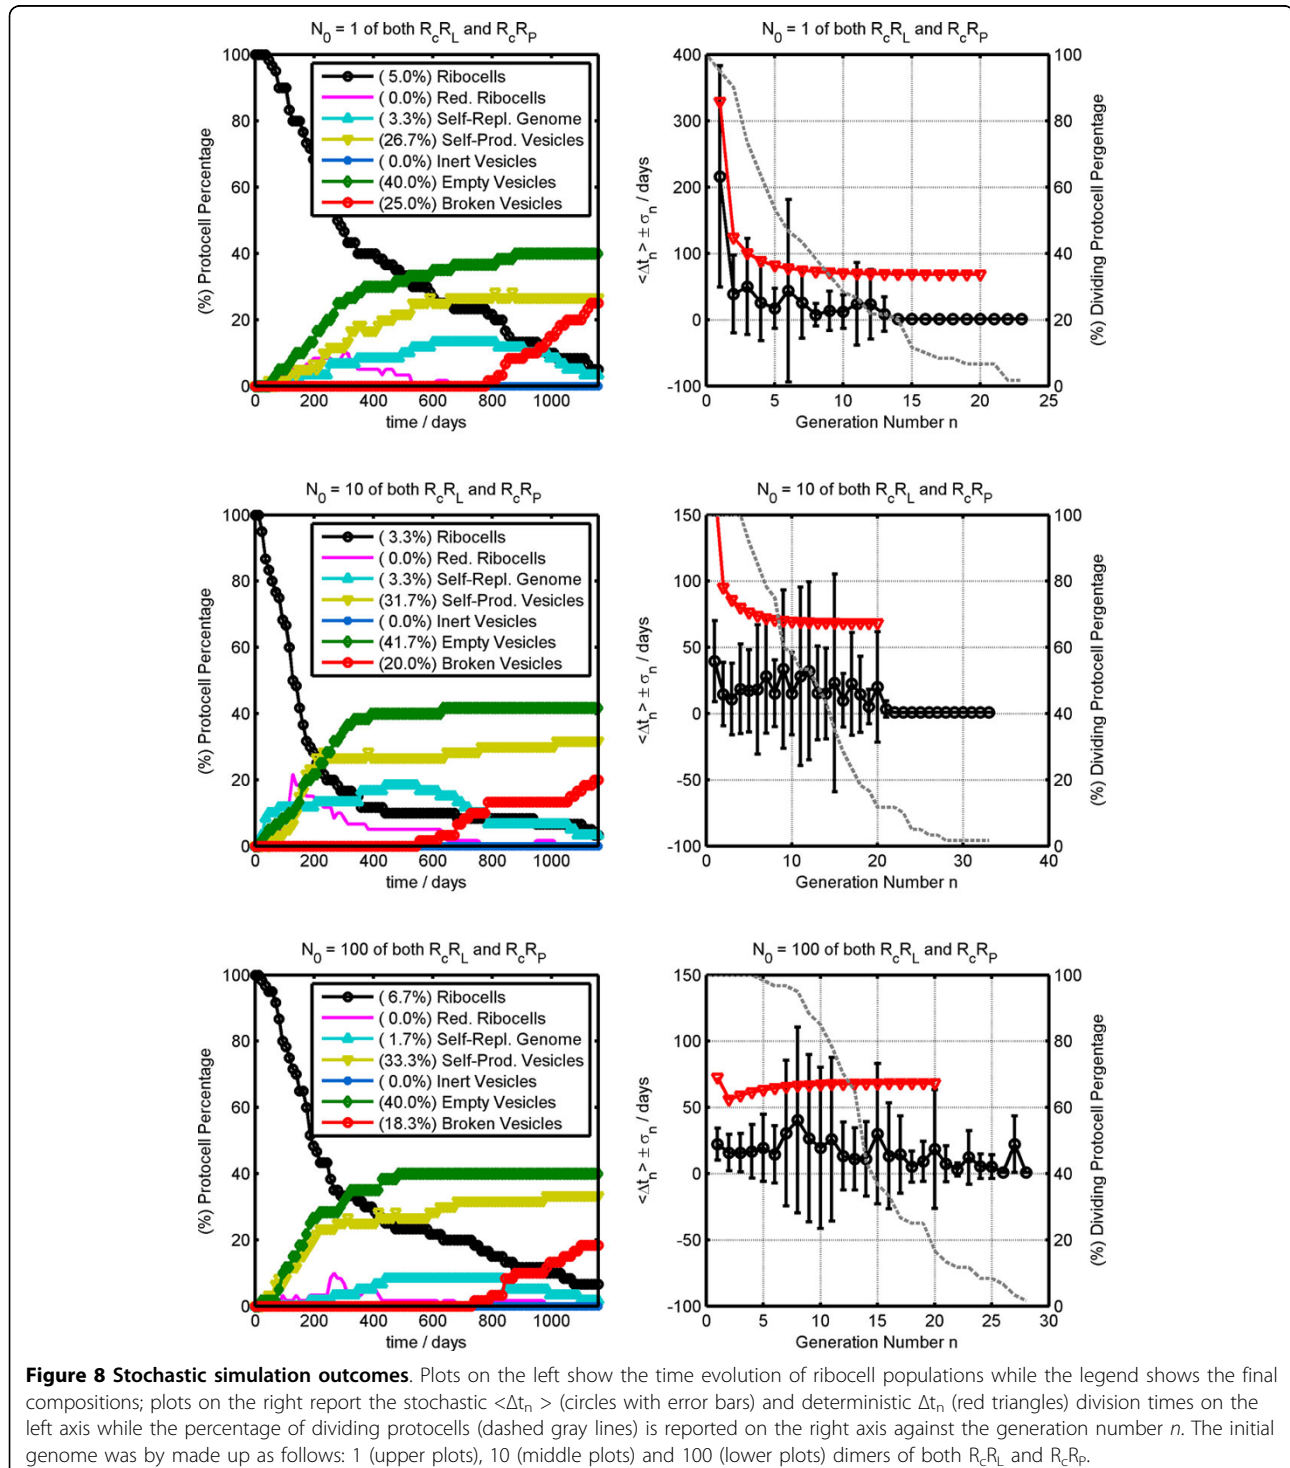 N0 = 1 of both RcRL and RcRP
100
80
60
40
20
0
(%) Protocell Percentage
( 5.0%) Ribocells
( 0.0%) Red. Ribocells
( 3.3%) Self-Repl. Genome
(26.7%) Self-Prod. Vesicles
( 0.0%) Inert Vesicles
(40.0%) Empty Vesicles
(25.0%) Broken Vesicles
0 200 400 600 800 1000
time / days
N0 = 1 of both RcRL and RcRP
400
300
200
100
0
-100
<Δtn> ± σn / days
100
80
60
40
20
0
(%) Dividing Protocell Pergentage
0 5 10 15 20 25
Generation Number n
N0 = 10 of both RcRL and RcRP
100
80
60
40
20
0
(%) Protocell Percentage
( 3.3%) Ribocells
( 0.0%) Red. Ribocells
( 3.3%) Self-Repl. Genome
(31.7%) Self-Prod. Vesicles
( 0.0%) Inert Vesicles
(41.7%) Empty Vesicles
(20.0%) Broken Vesicles
0 200 400 600 800 1000
time / days
N0 = 10 of both RcRL and RcRP
150
100
50
0
-50
-100
<Δtn> ± σn / days
100
80
60
40
20
0
(%) Dividing Protocell Pergentage
0 10 20 30 40
Generation Number n
N0 = 100 of both RcRL and RcRP
100
80
60
40
20
0
(%) Protocell Percentage
( 6.7%) Ribocells
( 0.0%) Red. Ribocells
( 1.7%) Self-Repl. Genome
(33.3%) Self-Prod. Vesicles
( 0.0%) Inert Vesicles
(40.0%) Empty Vesicles
(18.3%) Broken Vesicles
0 200 400 600 800 1000
time / days
N0 = 100 of both RcRL and RcRP
150
100
50
0
-50
-100
<Δtn> ± σn / days
100
80
60
40
20
0
(%) Dividing Protocell Pergentage
0 5 10 15 20 25 30
Generation Number n
Figure 8 Stochastic simulation outcomes. Plots on the left show the time evolution of ribocell populations while the legend shows the final
compositions; plots on the right report the stochastic <Δtn > (circles with error bars) and deterministic Δtn (red triangles) division times on the
left axis while the percentage of dividing protocells (dashed gray lines) is reported on the right axis against the generation number n. The initial
genome was by made up as follows: 1 (upper plots), 10 (middle plots) and 100 (lower plots) dimers of both RcRL and RcRP.